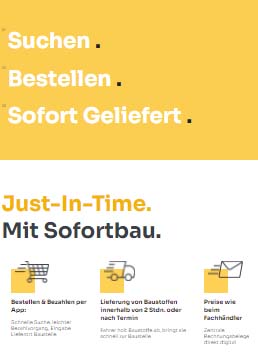 Suchen .
Bestellen .
Sofort Geliefert .
Just-In-Time.
Mit Sofortbau.
Bestellen & Bezahlen per
App:
Schnelle Suche, leichter
Bezahlvorgang, Eingabe
Lieferort Baustelle
Lieferung von Baustoffen
innerhalb von 2 Stdn. oder
nach Termin
Fahrer holt Baustoffe ab, bringt sie
schnell zur Baustelle
Preise wie
beim
Fachhändler
Zentrale
Rechnungsbelege
direkt digital